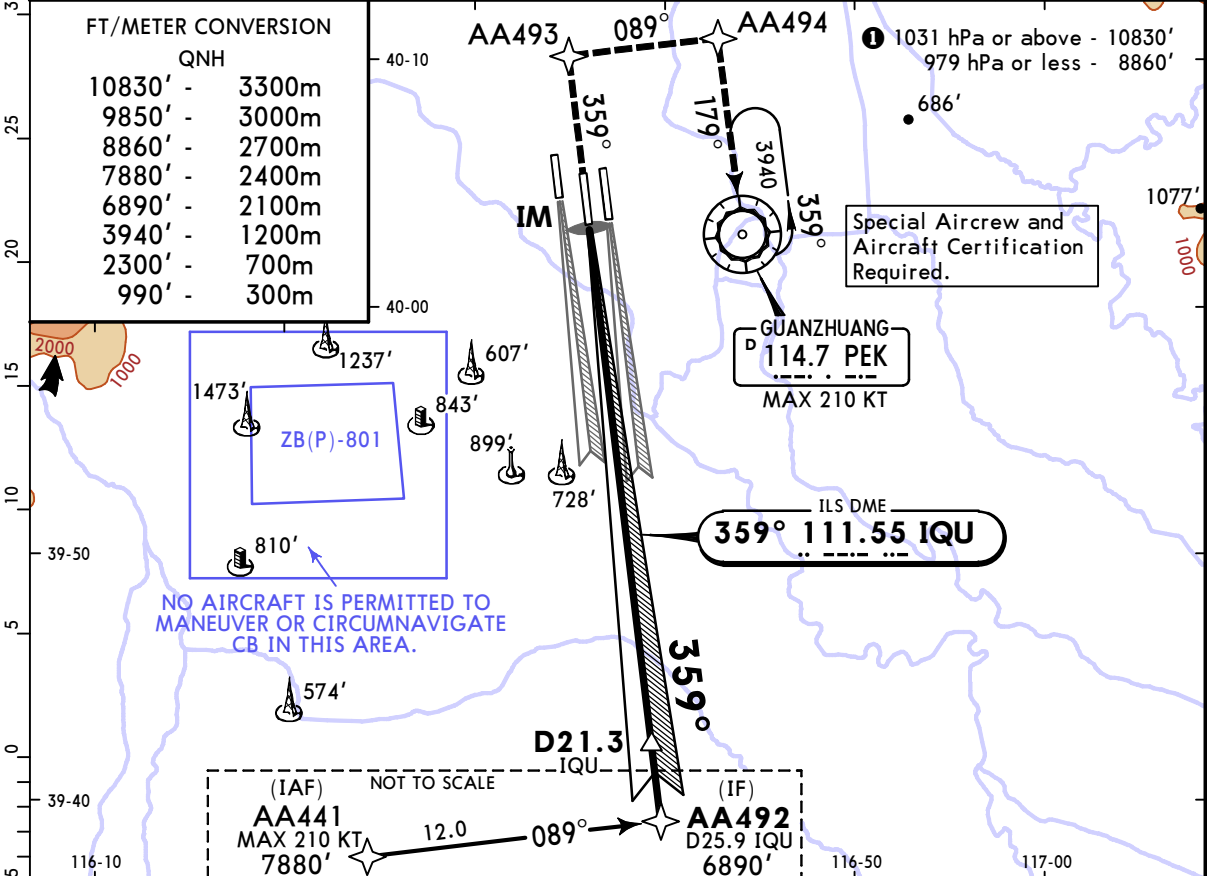 FT/METER CONVERSION
QNH
10830' - 3300m
9850' - 3000m
8860' - 2700m
7880' - 2400m
6890' - 2100m
3940' - 1200m
2300' - 700m
990' - 300m
40-10
40-00
39-50
39-40
25
20
15
10
5
0
5
116-10
116-50
117-00
AA493
089°
AA494
359°
179°
3940
359°
1 1031 hPa or above - 10830'
979 hPa or less - 8860'
686'
1077'
1000
IM
Special Aircrew and
Aircraft Certification
Required.
GUANZHUANG
D 114.7 PEK
MAX 210 KT
2000
1000
1237'
607'
1473'
843'
ZB(P)-801
899'
728'
810'
NO AIRCRAFT IS PERMITTED TO
MANEUVER OR CIRCUMNAVIGATE
CB IN THIS AREA.
574'
ILS DME
359° 111.55 IQU
359°
D21.3
IQU
NOT TO SCALE
(IAF)
AA441
MAX 210 KT
7880'
12.0
089°
(IF)
AA492
D25.9 IQU
6890'